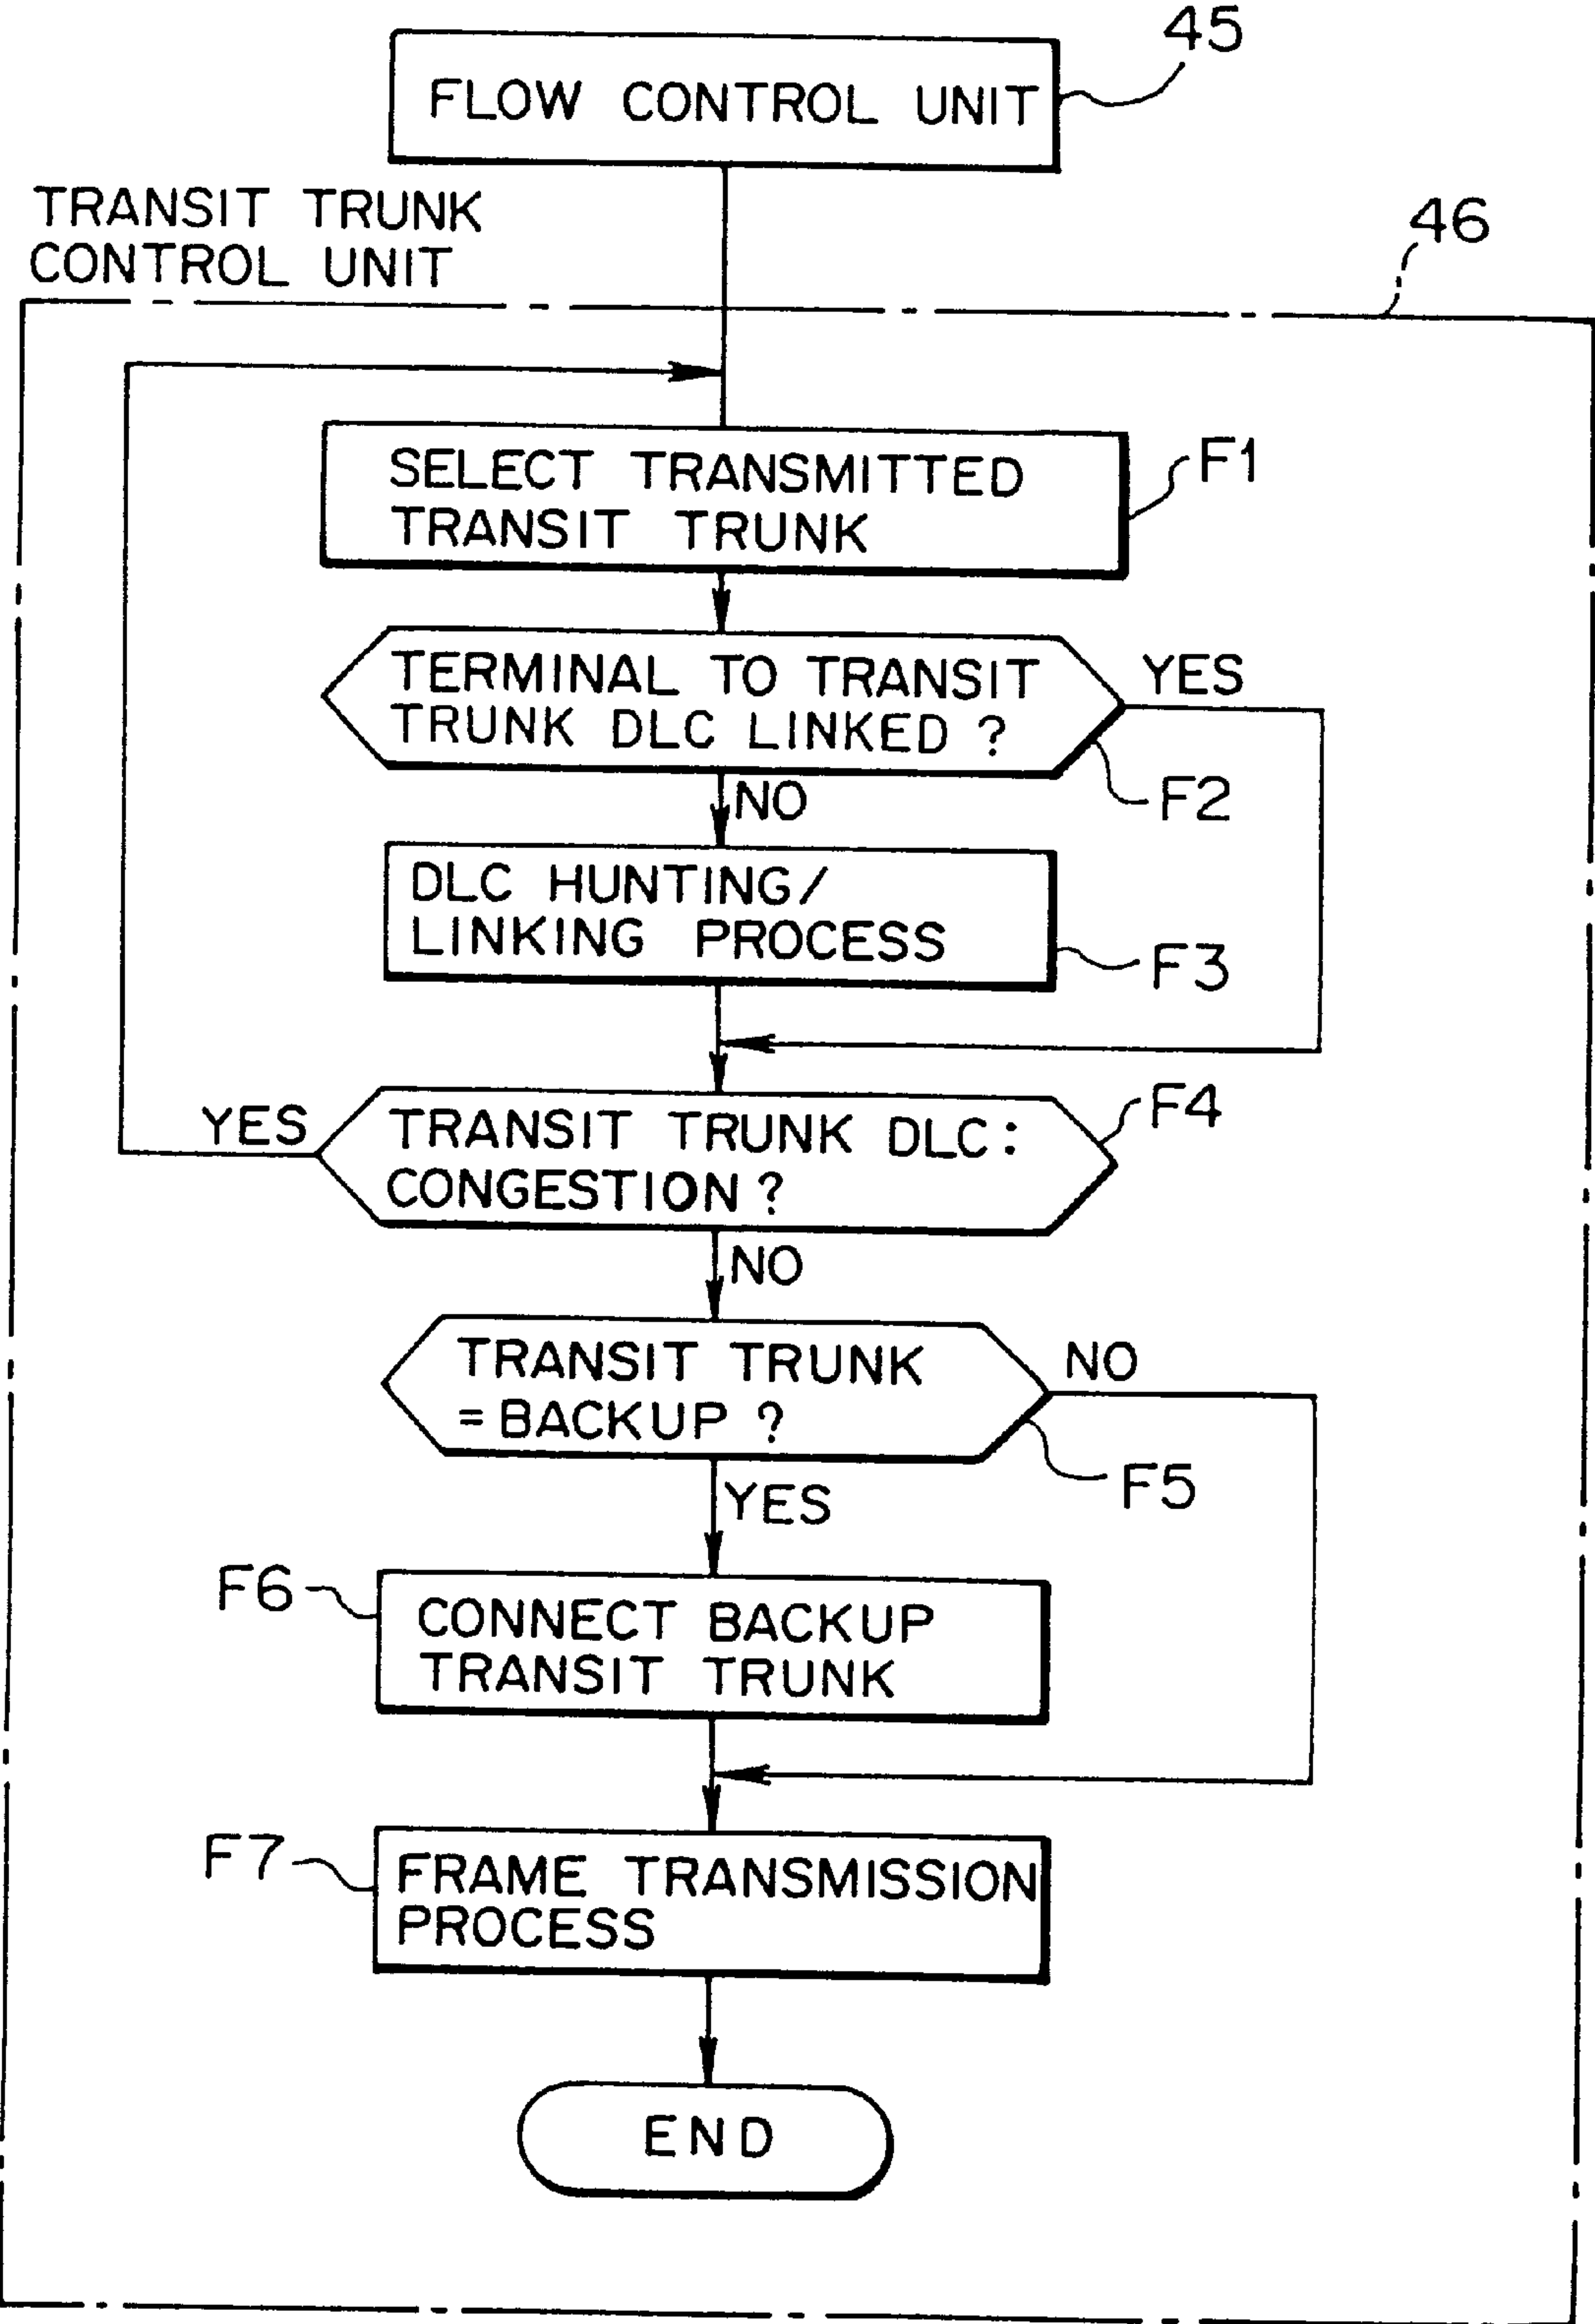 45
FLOW CONTROL UNIT
TRANSIT TRUNK
CONTROL UNIT
46
SELECT TRANSMITTED
TRANSIT TRUNK
F1
TERMINAL TO TRANSIT
TRUNK DLC LINKED ?
YES
F2
NO
DLC HUNTING/
LINKING PROCESS
F3
YES
TRANSIT TRUNK DLC:
CONGESTION ?
F4
NO
TRANSIT TRUNK
= BACKUP ?
NO
F5
YES
F6
CONNECT BACKUP
TRANSIT TRUNK
F7
FRAME TRANSMISSION
PROCESS
END